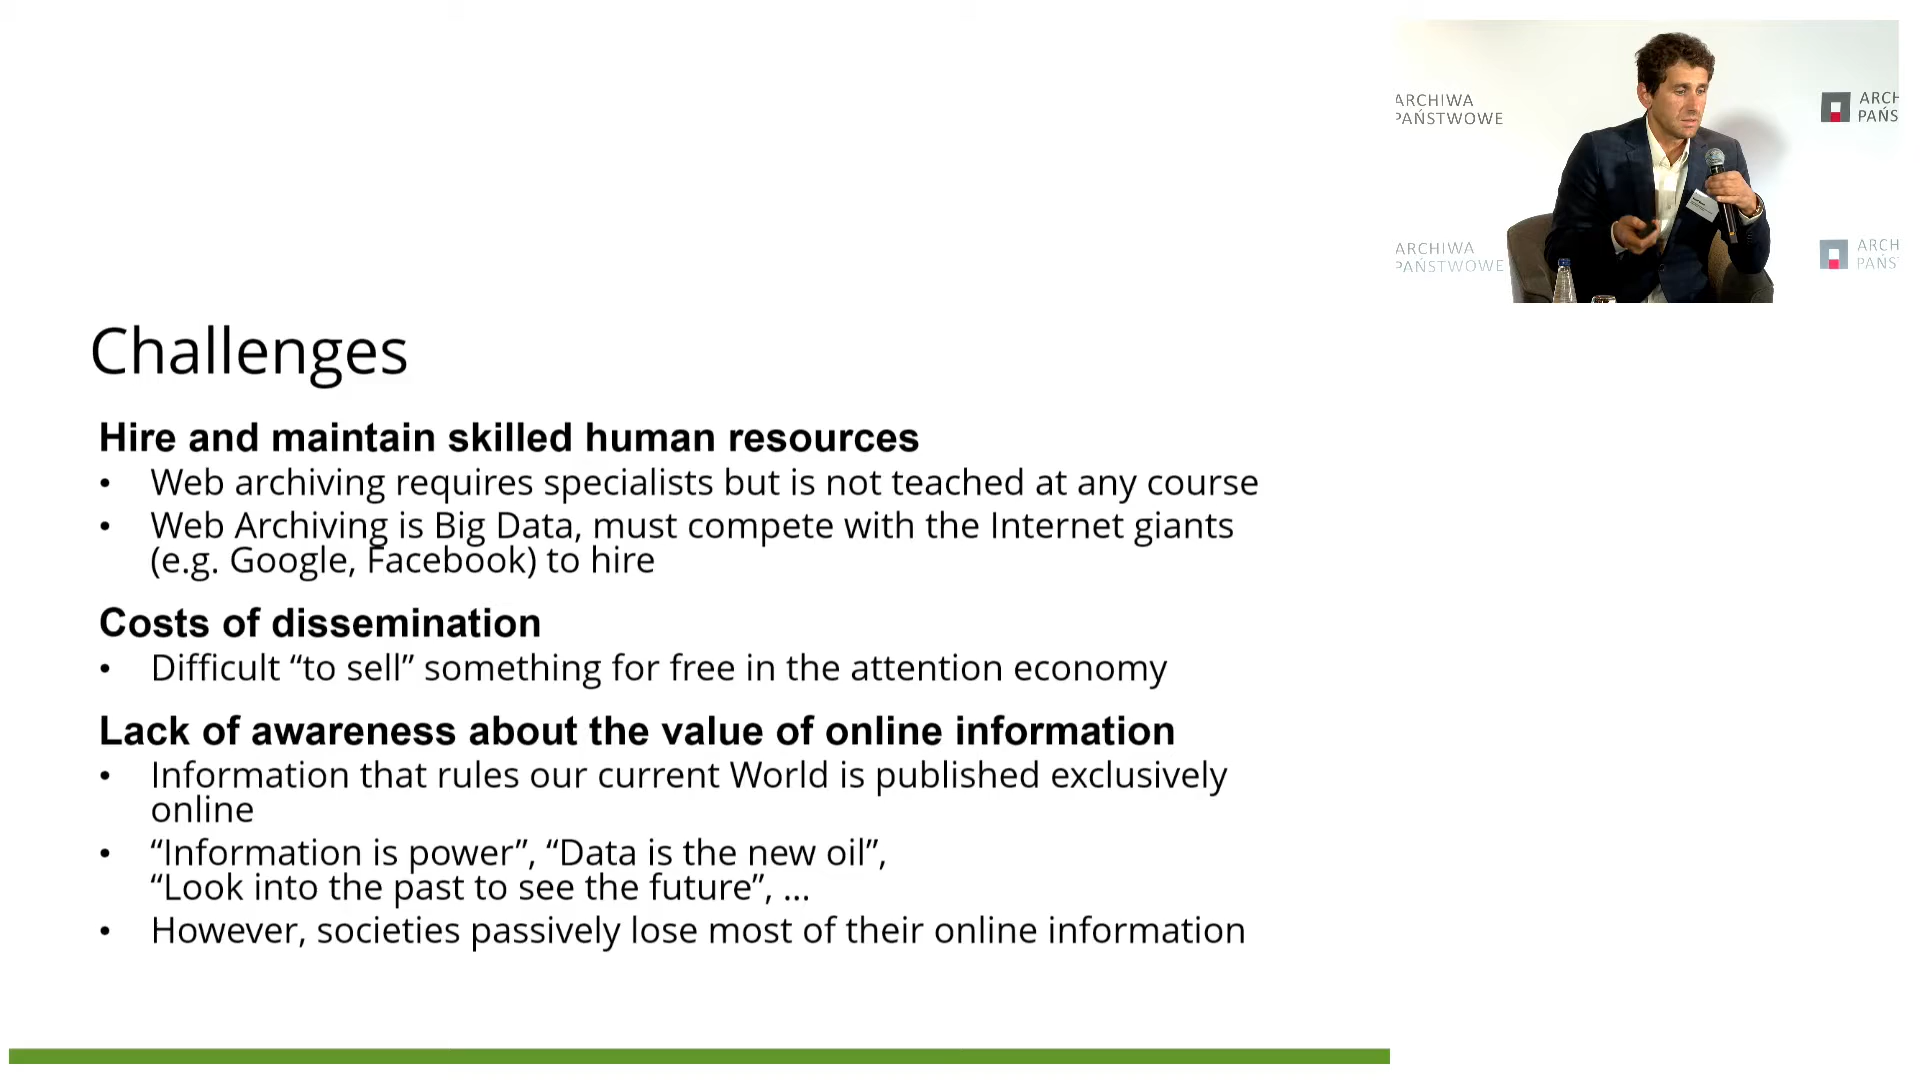 Challenges
Hire and maintain skilled human resources
• Web archiving requires specialists but is not teached at any course
• Web Archiving is Big Data, must compete with the Internet giants
(e.g. Google, Facebook) to hire
Costs of dissemination
• Difficult “to sell” something for free in the attention economy
Lack of awareness about the value of online information
• Information that rules our current World is published exclusively
online
• “Information is power”, “Data is the new oil”,
“Look into the past to see the future”, ...
• However, societies passively lose most of their online information
ARCHIWA
PAŃSTWOWE
ARCH
PAŃS
ARCHIWA
PAŃSTWOWE
ARCH
PAŃS